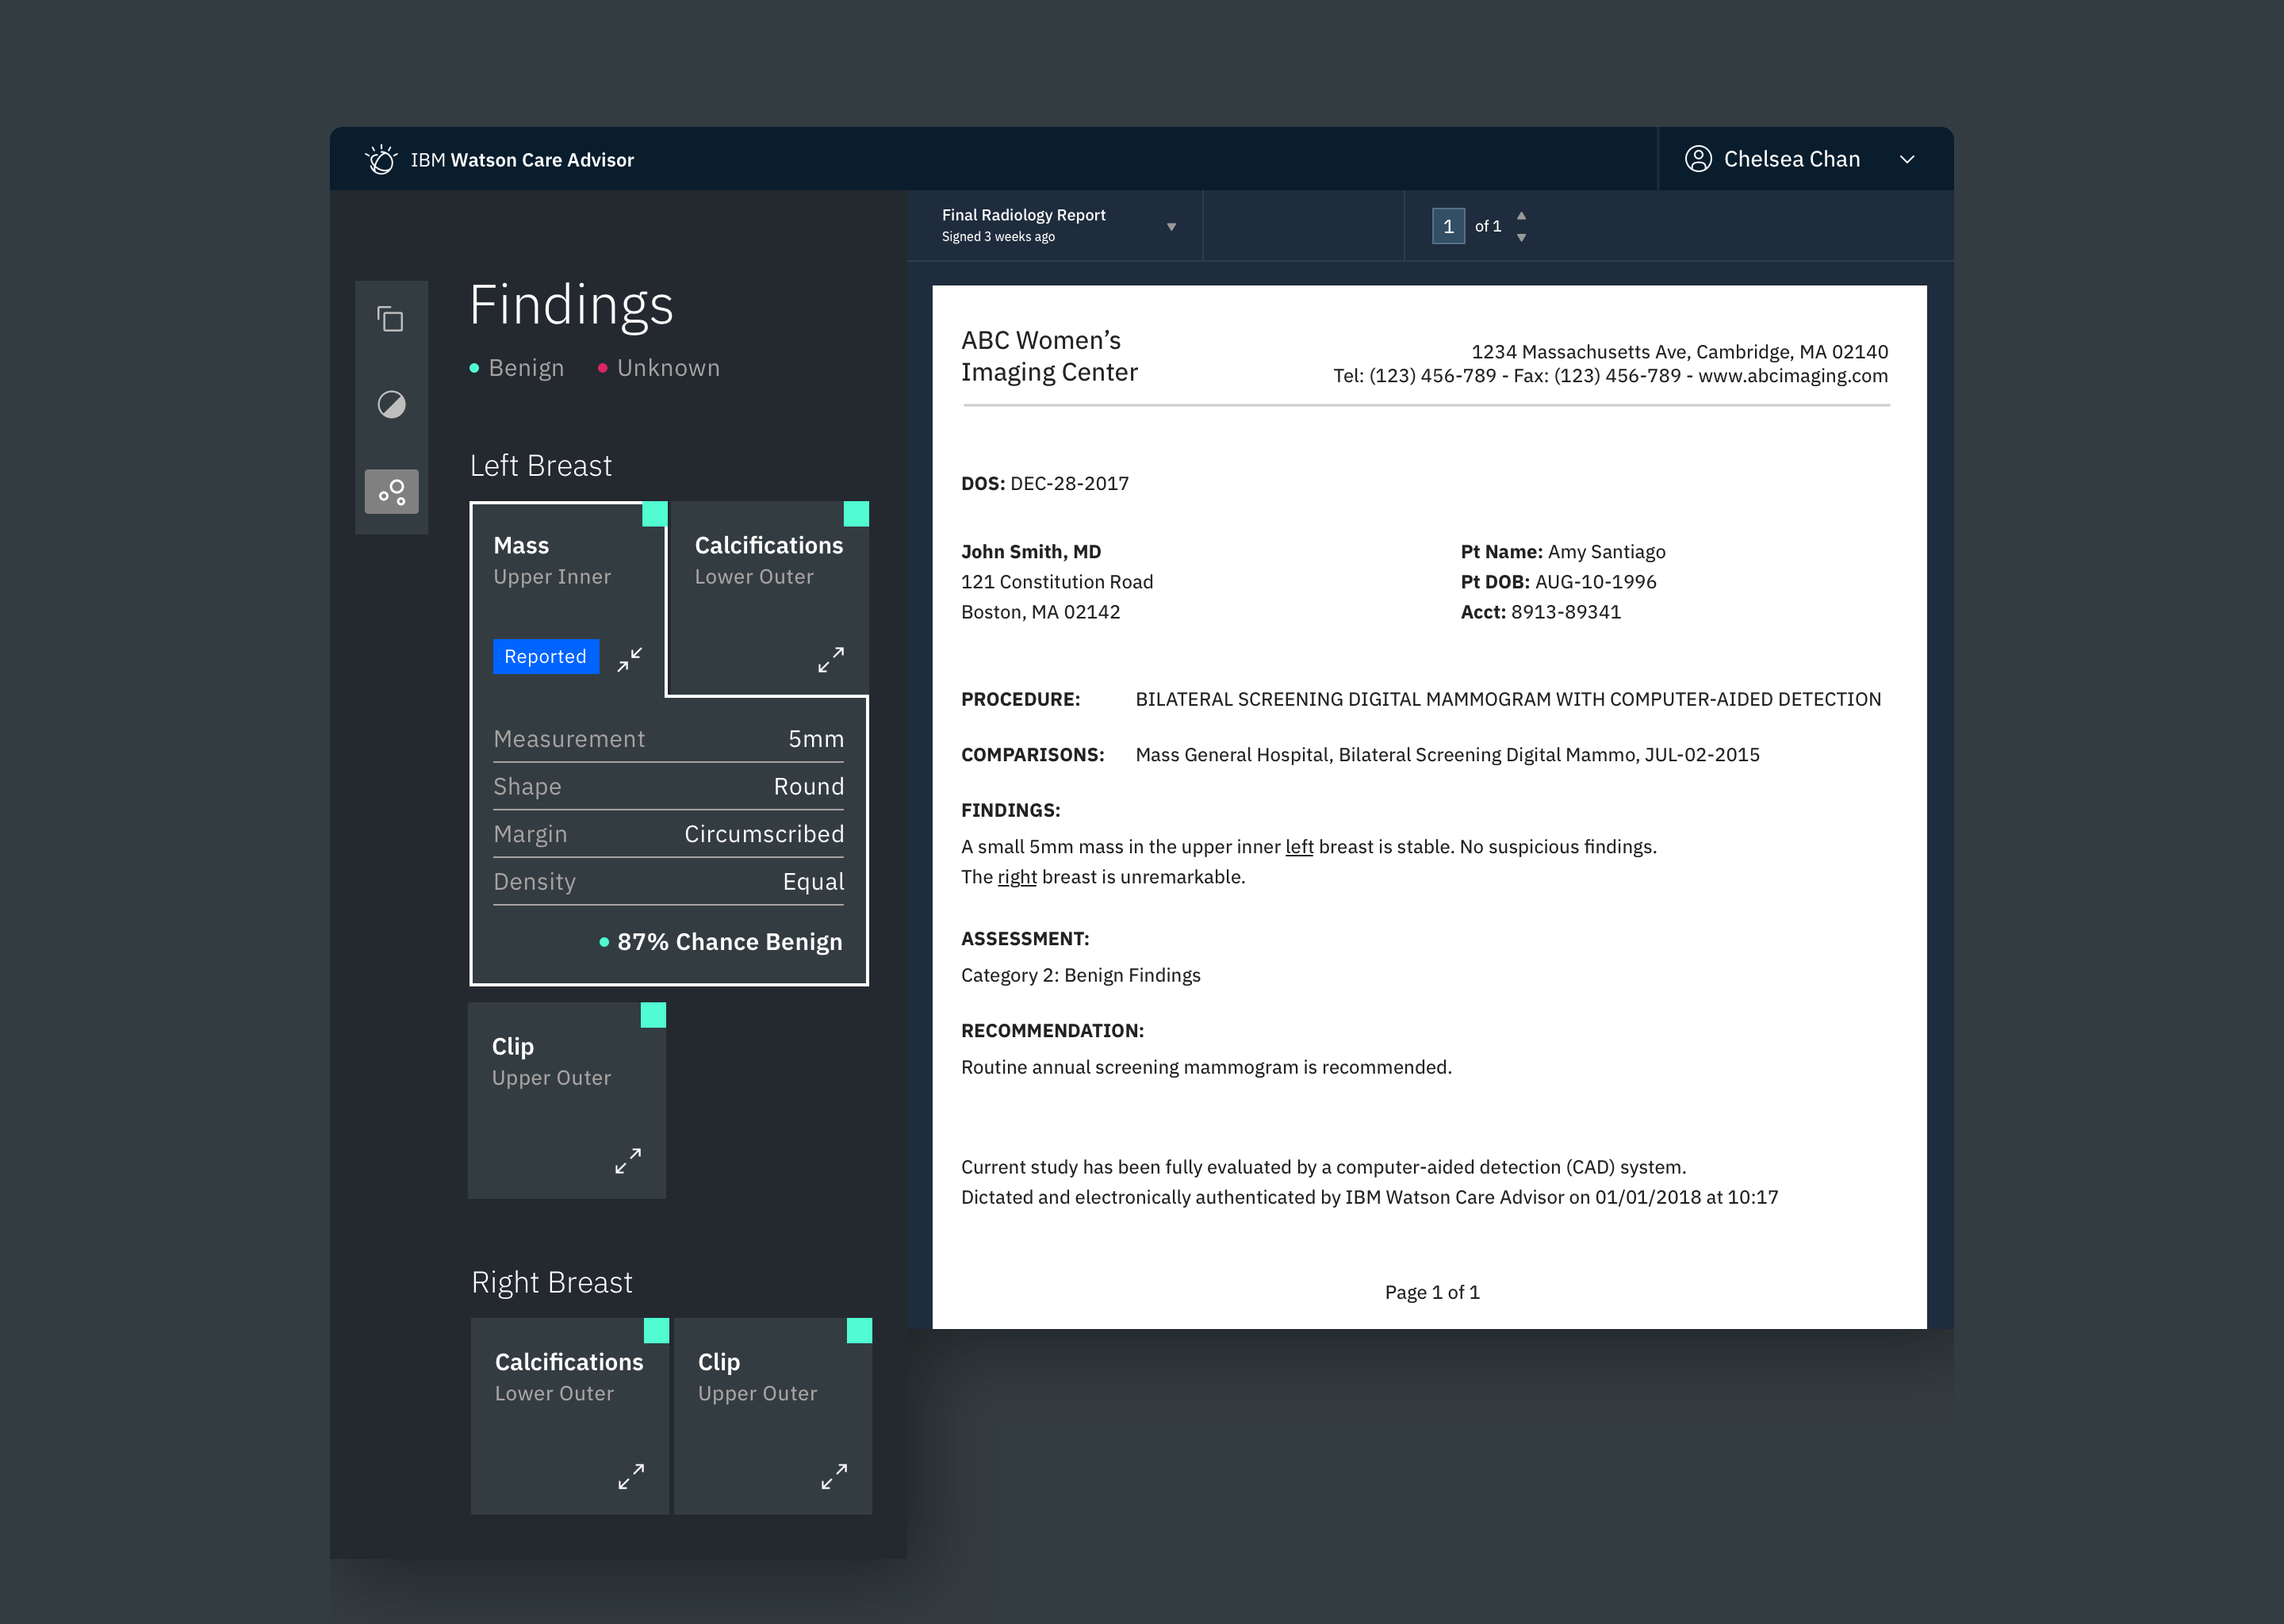 IBM Watson Care Advisor
Chelsea Chan
Final Radiology Report
Signed 3 weeks ago
1 of 1
Findings
Benign Unknown
Left Breast
Mass
Upper Inner
Reported
Calcifications
Lower Outer
Measurement 5mm
Shape Round
Margin Circumscribed
Density Equal
87% Chance Benign
Clip
Upper Outer
Right Breast
Calcifications
Lower Outer
Clip
Upper Outer
ABC Women’s
Imaging Center
1234 Massachusetts Ave, Cambridge, MA 02140
Tel: (123) 456-789 - Fax: (123) 456-789 - www.abcimaging.com
DOS: DEC-28-2017
John Smith, MD
121 Constitution Road
Boston, MA 02142
Pt Name: Amy Santiago
Pt DOB: AUG-10-1996
Acct: 8913-89341
PROCEDURE: BILATERAL SCREENING DIGITAL MAMMOGRAM WITH COMPUTER-AIDED DETECTION
COMPARISONS: Mass General Hospital, Bilateral Screening Digital Mammo, JUL-02-2015
FINDINGS:
A small 5mm mass in the upper inner left breast is stable. No suspicious findings.
The right breast is unremarkable.
ASSESSMENT:
Category 2: Benign Findings
RECOMMENDATION:
Routine annual screening mammogram is recommended.
Current study has been fully evaluated by a computer-aided detection (CAD) system.
Dictated and electronically authenticated by IBM Watson Care Advisor on 01/01/2018 at 10:17
Page 1 of 1